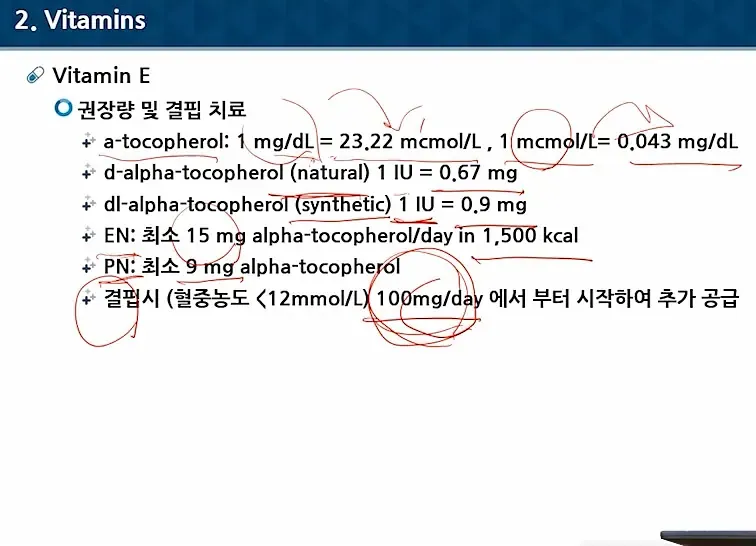 2. Vitamins
Vitamin E
권장량 및 결핍 치료
a-tocopherol: 1 mg/dL = 23.22 mcmol/L , 1 mcmol/L= 0.043 mg/dL
d-alpha-tocopherol (natural) 1 IU = 0.67 mg
dl-alpha-tocopherol (synthetic) 1 IU = 0.9 mg
EN: 최소 15 mg alpha-tocopherol/day in 1,500 kcal
PN: 최소 9 mg alpha-tocopherol
결핍시 (혈중농도 <12mmol/L) 100mg/day 에서 부터 시작하여 추가 공급